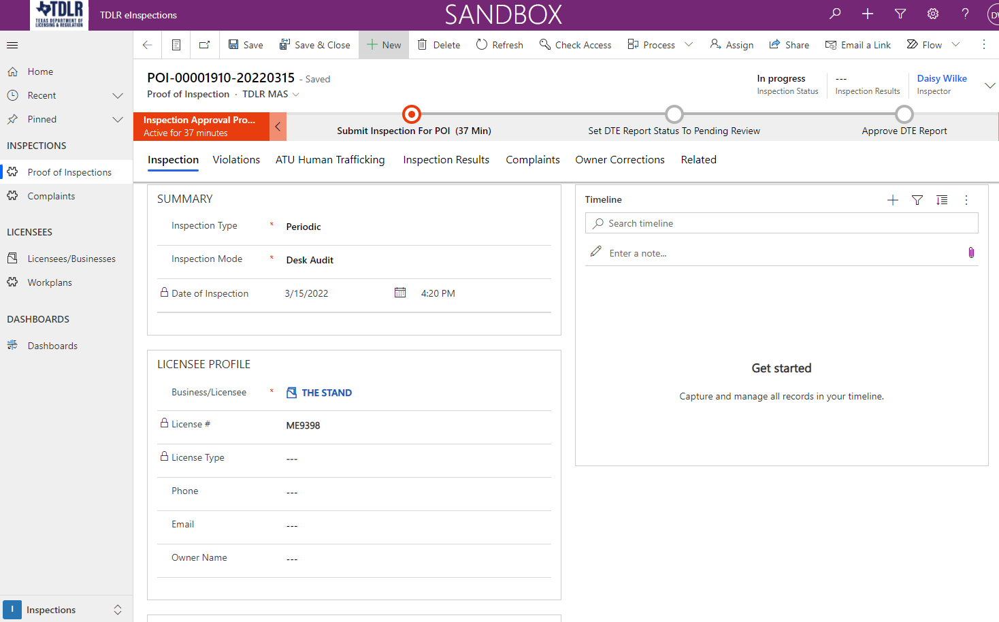 TDLR
TEXAS DEPARTMENT OF
LICENSING & REGULATION
TDLR eInspections
SANDBOX
?
DW
Save
Save & Close
New
Delete
Refresh
Check Access
Process
Assign
Share
Email a Link
Flow
Home
Recent
Pinned
INSPECTIONS
Proof of Inspections
Complaints
LICENSEES
Licensees/Businesses
Workplans
DASHBOARDS
Dashboards
I Inspections
POI-00001910-20220315 - Saved
Proof of Inspection · TDLR MAS
In progress
Inspection Status
---
Inspection Results
Daisy Wilke
Inspector
Inspection Approval Pro...
Active for 37 minutes
Submit Inspection For POI (37 Min)
Set DTE Report Status To Pending Review
Approve DTE Report
Inspection Violations ATU Human Trafficking Inspection Results Complaints Owner Corrections Related
SUMMARY
Inspection Type * Periodic
Inspection Mode * Desk Audit
Date of Inspection 3/15/2022 4:20 PM
LICENSEE PROFILE
Business/Licensee * THE STAND
License # ME9398
License Type ---
Phone ---
Email ---
Owner Name ---
Timeline
Search timeline
Enter a note...
Get started
Capture and manage all records in your timeline.